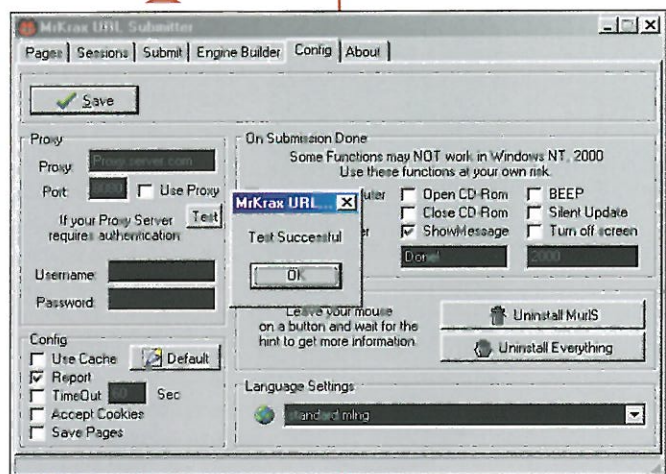 MrKrax URL Submitter
Pages Sessions Submit Engine Builder Config About
Save
Proxy
Proxy: Proxy.server.com
Port: 8080 Use Proxy
If your Proxy Server
requires authentication
Test
Username:
Password:
Config
Use Cache
Default
Report
TimeOut 60 Sec
Accept Cookies
Save Pages
On Submission Done
Some Functions may NOT work in Windows NT, 2000
Use these functions at your own risk.
Open CD-Rom
BEEP
Close CD-Rom
Silent Update
ShowMessage
Turn off screen
Done!
2000
MrKrax URL...
Test Successful
OK
Leave your mouse
on a button and wait for the
hint to get more information.
Uninstall MurlS
Uninstall Everything
Language Settings
standard.mlng